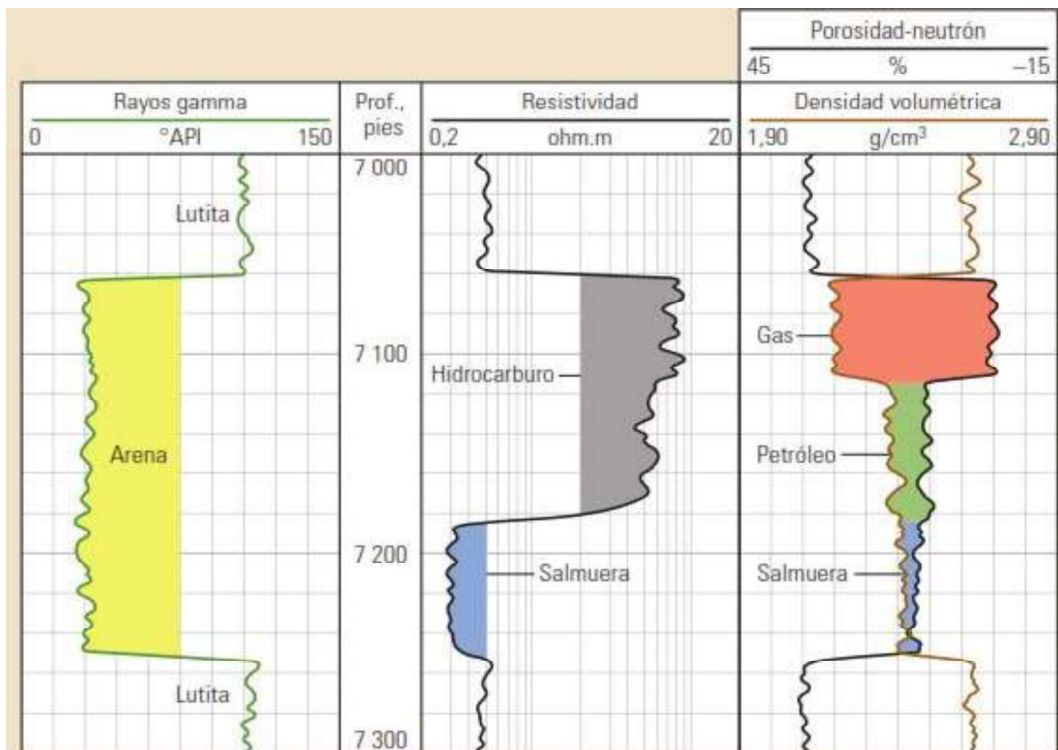 Porosidad-neutrón
45 % –15
Rayos gamma
0 °API 150
Prof.,
pies
Resistividad
0,2 ohm.m 20
Densidad volumétrica
1,90 g/cm³ 2,90
7 000
Lutita
Gas
7 100
Hidrocarburo
Arena
Petróleo
7 200
Salmuera
Salmuera
Lutita
7 300